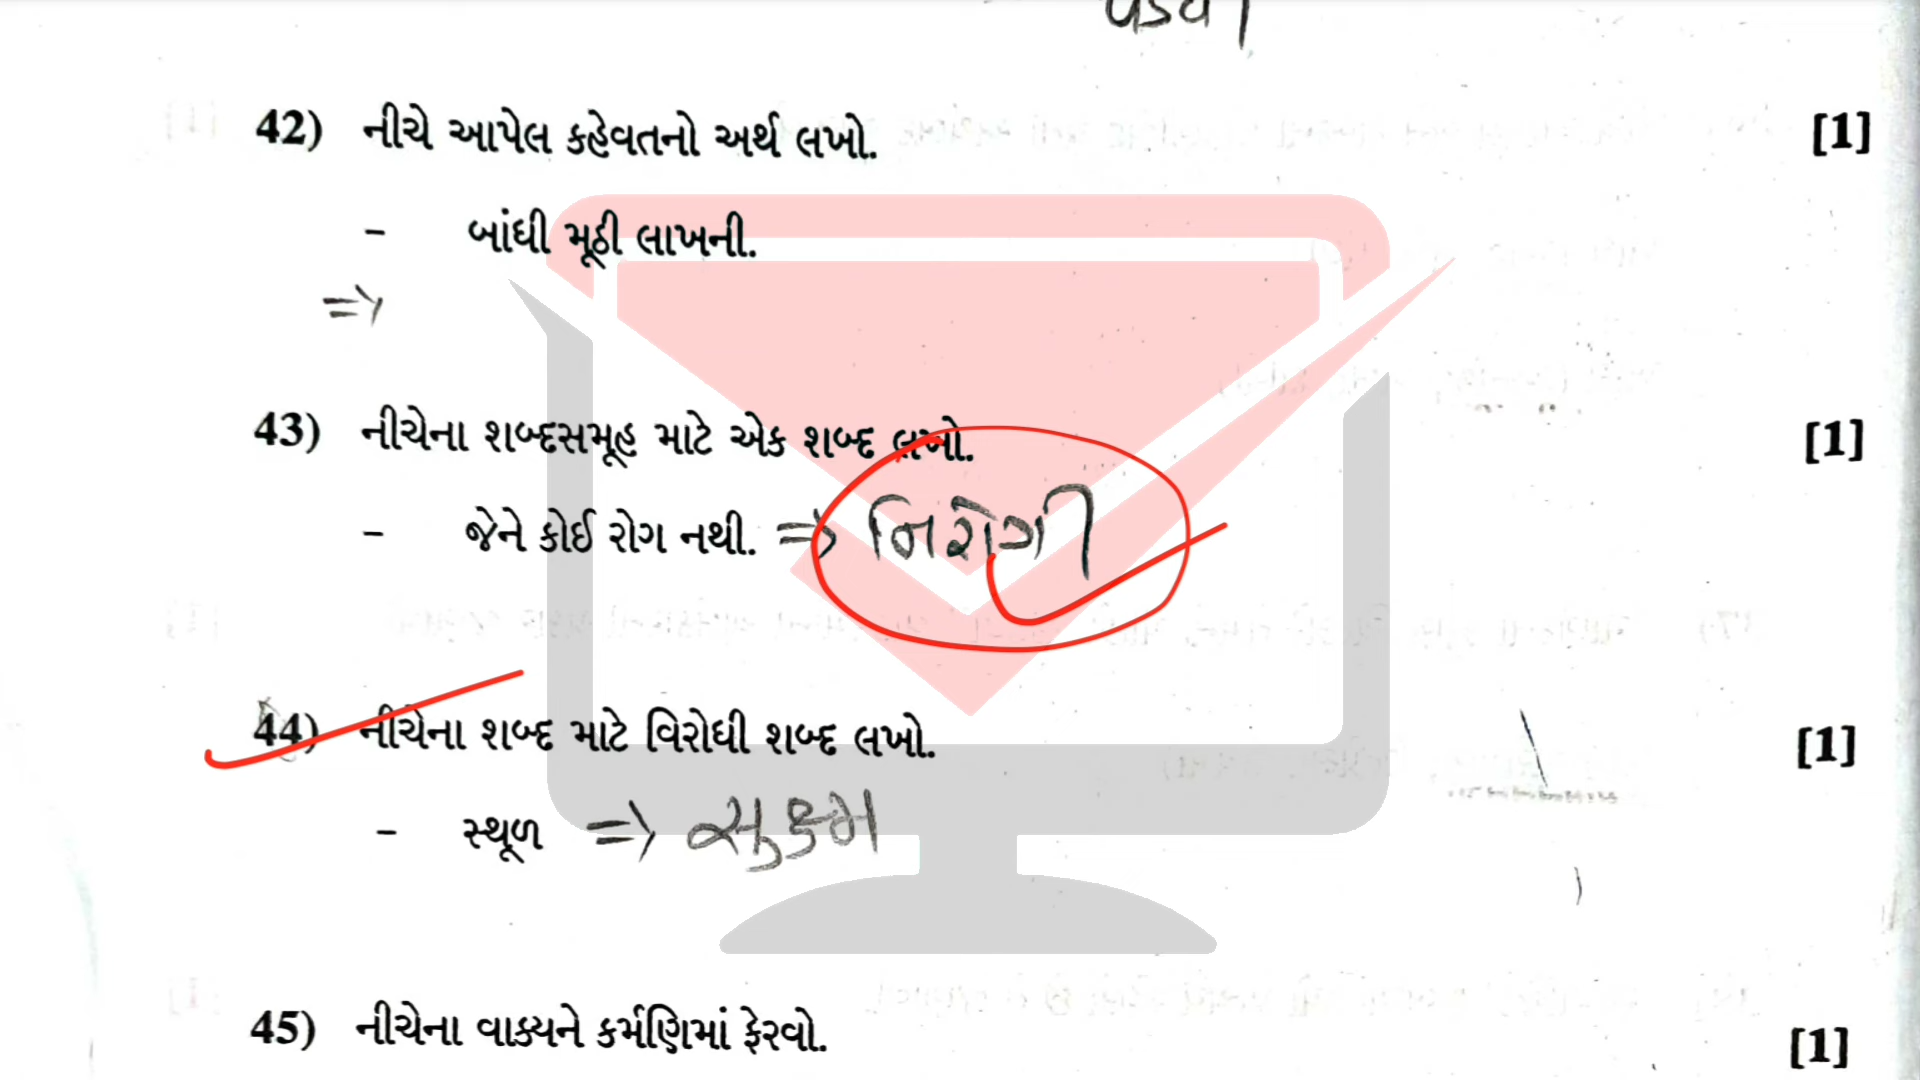 42) નીચે આપેલ કહેવતનો અર્થ લખો. [1]
- બાંધી મૂઠી લાખની.
=>
43) નીચેના શબ્દસમૂહ માટે એક શબ્દ લખો. [1]
- જેને કોઈ રોગ નથી. => નિરોગી
44) નીચેના શબ્દ માટે વિરોધી શબ્દ લખો. [1]
- સ્થૂળ => સુક્ષ્મ
45) નીચેના વાક્યને કર્મણિમાં ફેરવો. [1]